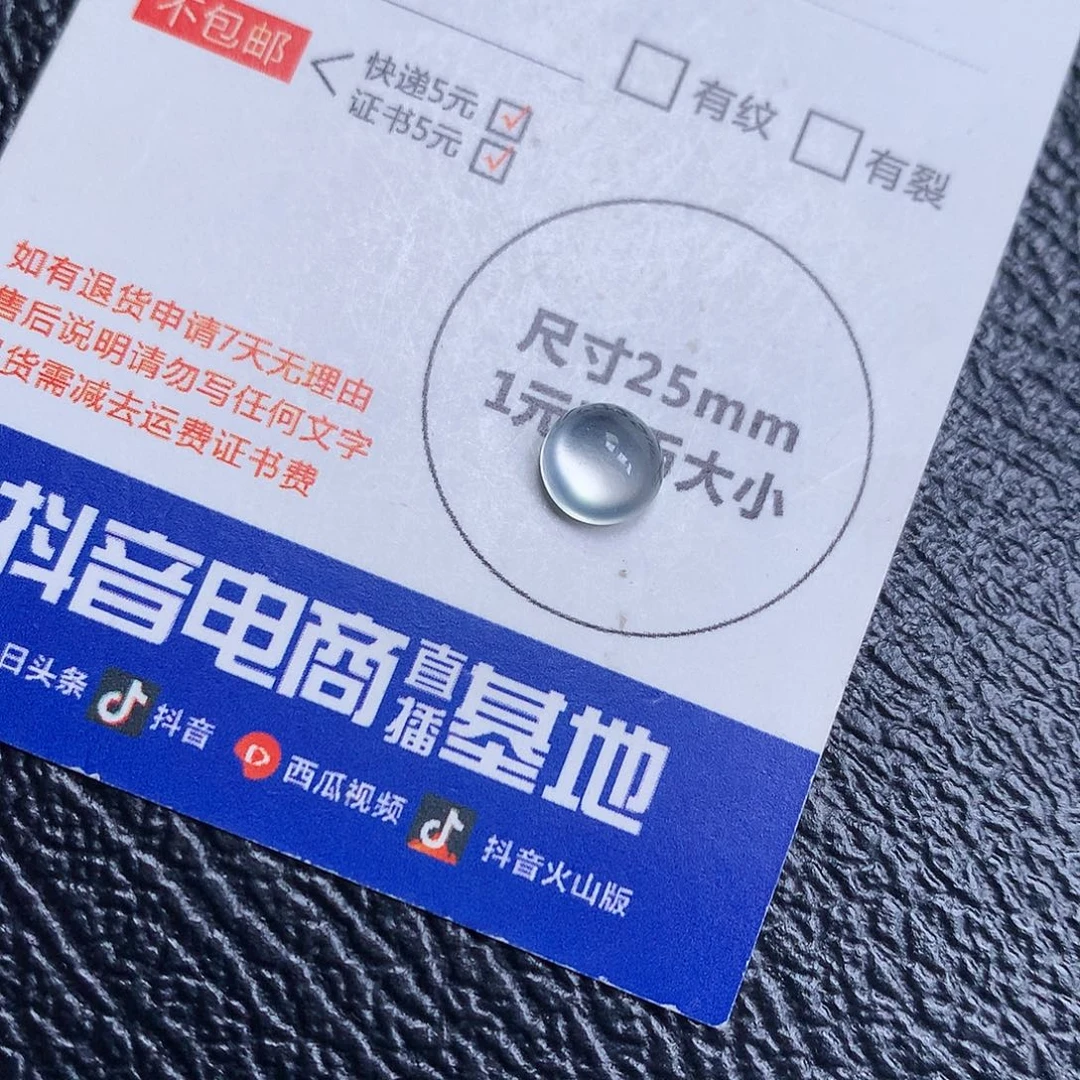 不包邮
快递5元
证书5元
有纹
有裂
尺寸25mm
1元 大小
如有退货申请7天无理由
售后说明请勿写任何文字
货需减去运费证书费
抖音电商直播基地
日头条 抖音 西瓜视频 抖音火山版